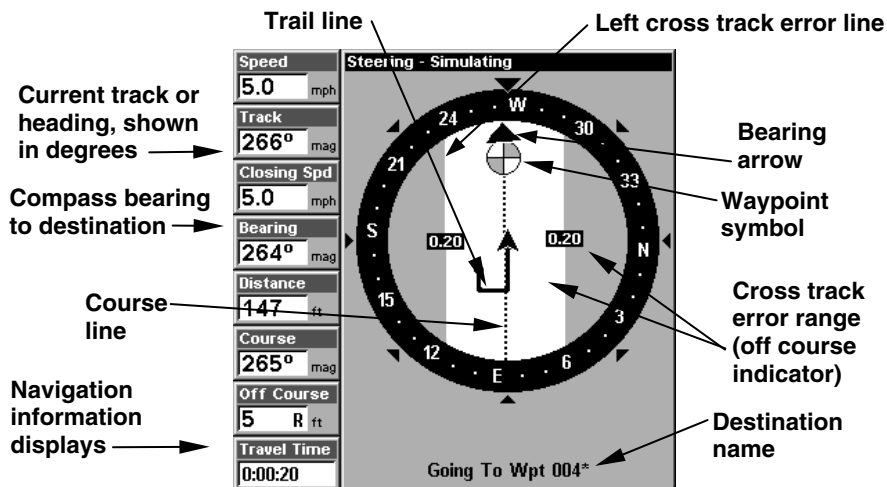 Trail line
Left cross track error line
Current track or
heading, shown
in degrees
Compass bearing
to destination
Course
line
Navigation
information
displays
Speed
5.0 mph
Track
266º mag
Closing Spd
5.0 mph
Bearing
264º mag
Distance
147 ft
Course
265º mag
Off Course
5 R ft
Travel Time
0:00:20
Steering - Simulating
W
24
30
21
33
S
N
15
3
12
6
E
0.20
0.20
Going To Wpt 004*
Bearing
arrow
Waypoint
symbol
Cross track
error range
(off course
indicator)
Destination
name